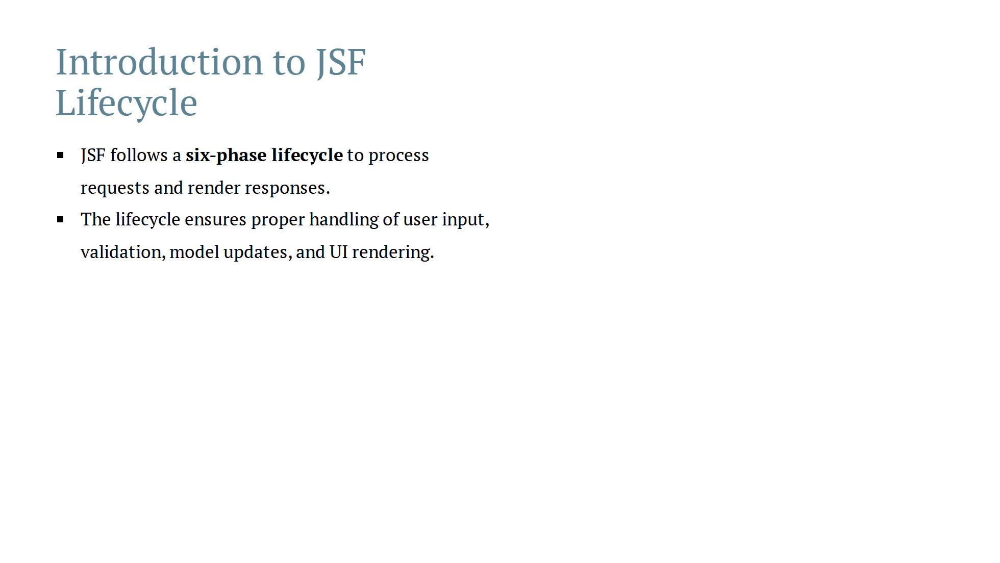 Introduction to JSF
Lifecycle
▪ JSF follows a six-phase lifecycle to process
requests and render responses.
▪ The lifecycle ensures proper handling of user input,
validation, model updates, and UI rendering.